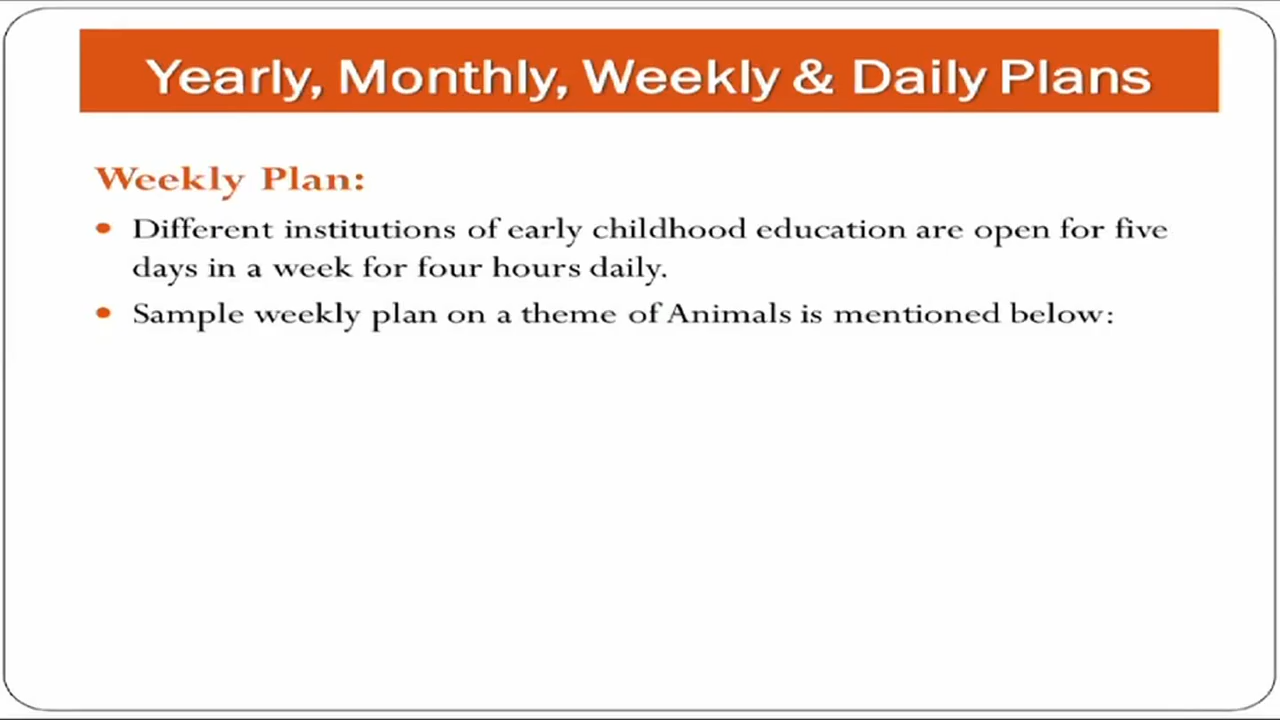 Yearly, Monthly, Weekly & Daily Plans
Weekly Plan:
• Different institutions of early childhood education are open for five
days in a week for four hours daily.
• Sample weekly plan on a theme of Animals is mentioned below: